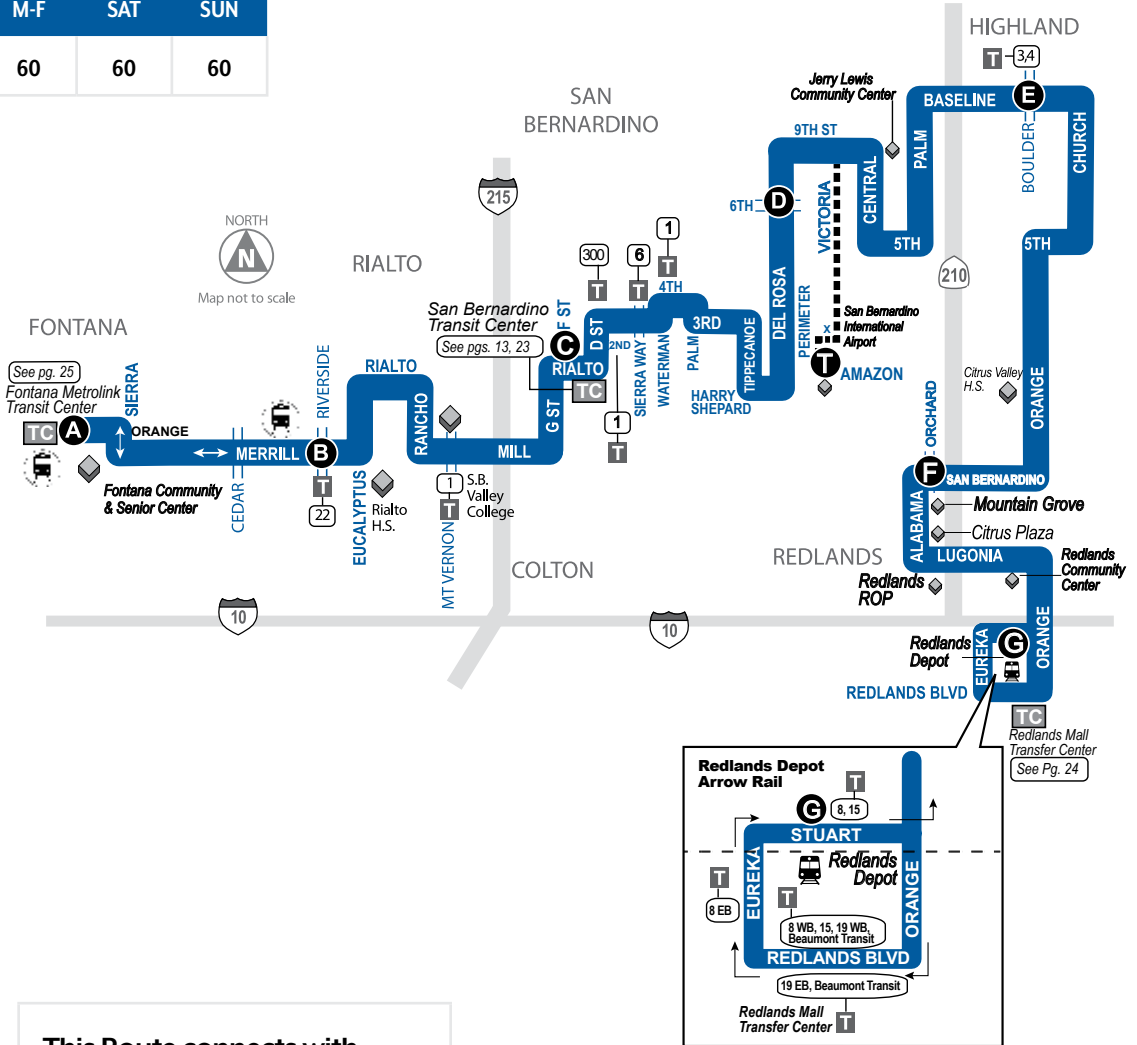 M-F SAT SUN
60 60 60
HIGHLAND
T 3,4
Jerry Lewis
Community Center
BASELINE
E
BOULDER
CHURCH
PALM
SAN
BERNARDINO
9TH ST
CENTRAL
VICTORIA
5TH
5TH
6TH
D
DEL ROSA
215
210
NORTH
N
Map not to scale
RIALTO
FONTANA
300
T
6
T
1
T
4TH
3RD
San Bernardino
Transit Center
See pgs. 13, 23
F ST
C
D ST
2ND
RIALTO
TC
G ST
SIERRA WAY
WATERMAN
PALM
HARRY
SHEPARD
TIPPECANOE
PERIMETER
x
San Bernardino
International
Airport
T
AMAZON
1
T
Citrus Valley
H.S.
ORANGE
See pg. 25
Fontana Metrolink
Transit Center
TC
A
SIERRA
ORANGE
Fontana Community
& Senior Center
CEDAR
MERRILL
RIVERSIDE
B
T
22
RIALTO
EUCALYPTUS
Rialto
H.S.
RANCHO
MILL
1
T
S.B.
Valley
College
MT VERNON
COLTON
ORCHARD
F
SAN BERNARDINO
ALABAMA
Mountain Grove
Citrus Plaza
LUGONIA
REDLANDS
Redlands
ROP
Redlands
Community
Center
10
10
ORANGE
Redlands
Depot
EUREKA
G
REDLANDS BLVD
TC
Redlands Mall
Transfer Center
See Pg. 24
Redlands Depot
Arrow Rail
T
G
8, 15
STUART
EUREKA
Redlands
Depot
ORANGE
T
8 EB
T
8 WB, 15, 19 WB,
Beaumont Transit
REDLANDS BLVD
19 EB, Beaumont Transit
Redlands Mall
Transfer Center
T
This Route connects with